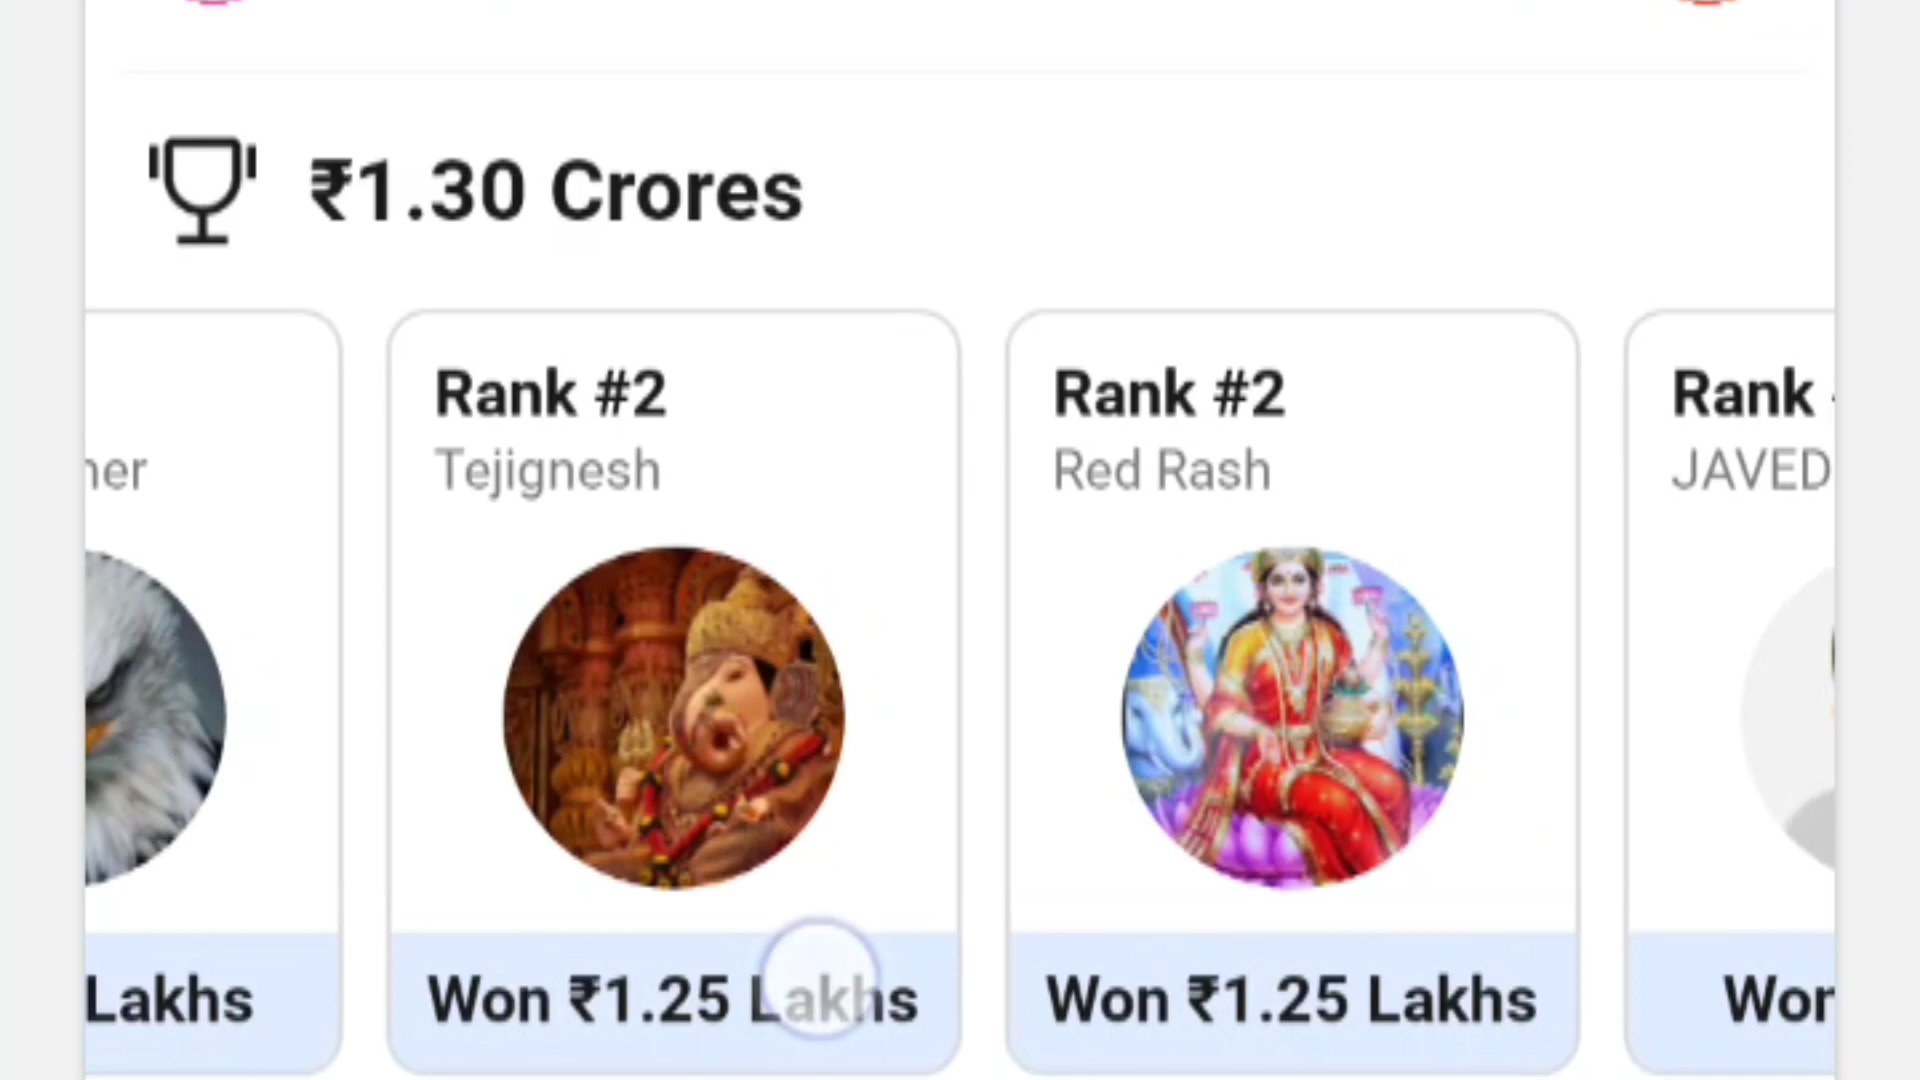 ₹1.30 Crores
Rank #2
Tejignesh
Won ₹1.25 Lakhs
Rank #2
Red Rash
Won ₹1.25 Lakhs
Rank
JAVED
Lakhs